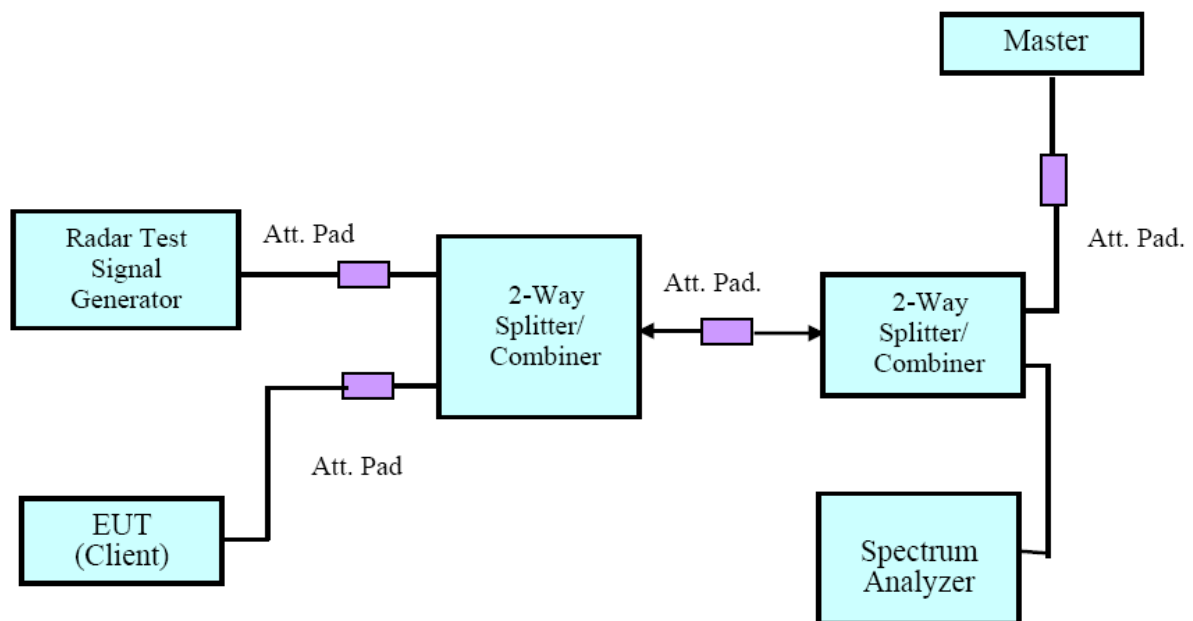 Master
Att. Pad.
Radar Test
Signal
Generator
Att. Pad
2-Way
Splitter/
Combiner
Att. Pad.
2-Way
Splitter/
Combiner
Att. Pad
EUT
(Client)
Spectrum
Analyzer